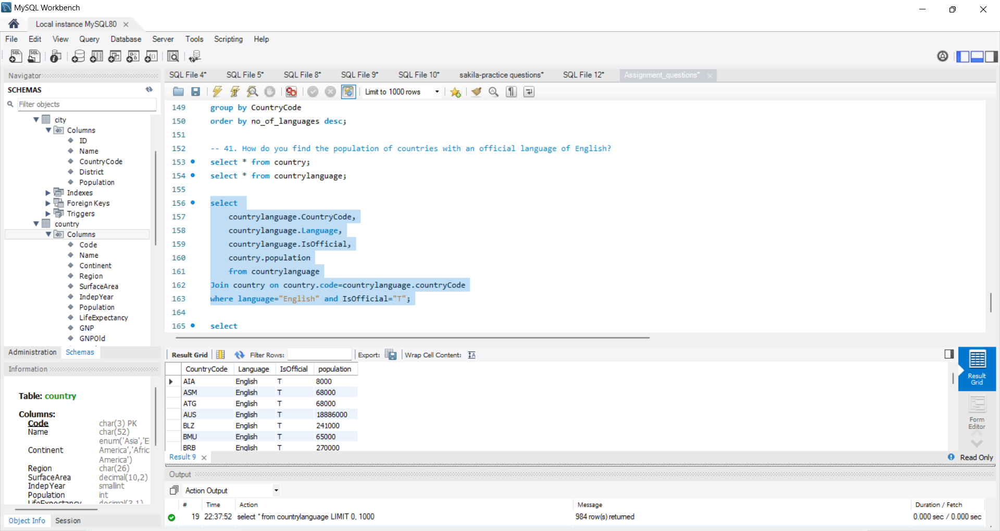 MySQL Workbench
Local instance MySQL80
File Edit View Query Database Server Tools Scripting Help
Navigator
SCHEMAS
Filter objects
city
Columns
ID
Name
CountryCode
District
Population
Indexes
Foreign Keys
Triggers
country
Columns
Code
Name
Continent
Region
SurfaceArea
IndepYear
Population
LifeExpectancy
GNP
GNPOld
Administration Schemas
Information
Table: country
Columns:
Code char(3) PK
Name char(52)
enum('Asia','E
Continent America','Afric
America')
Region char(26)
SurfaceArea decimal(10,2)
IndepYear smallint
Population int
LifeExpectancy decimal(3,1)
Object Info Session
SQL File 4* SQL File 5* SQL File 8* SQL File 9* SQL File 10* sakila-practice questions* SQL File 12* Assignment_questions*
Limit to 1000 rows
149 group by CountryCode
150 order by no_of_languages desc;
151
152 -- 41. How do you find the population of countries with an official language of English?
153 select * from country;
154 select * from countrylanguage;
155
156 select
157 countrylanguage.CountryCode,
158 countrylanguage.Language,
159 countrylanguage.IsOfficial,
160 country.population
161 from countrylanguage
162 Join country on country.code=countrylanguage.countryCode
163 where language="English" and IsOfficial="T";
164
165 select
Result Grid Filter Rows: Export: Wrap Cell Content:
CountryCode Language IsOfficial population
AIA English T 8000
ASM English T 68000
ATG English T 68000
AUS English T 18886000
BLZ English T 241000
BMU English T 65000
BRB English T 270000
Result Grid
Form Editor
Result 9
Read Only
Output
Action Output
# Time Action Message Duration / Fetch
19 22:37:52 select * from countrylanguage LIMIT 0, 1000 984 row(s) returned 0.000 sec / 0.000 sec